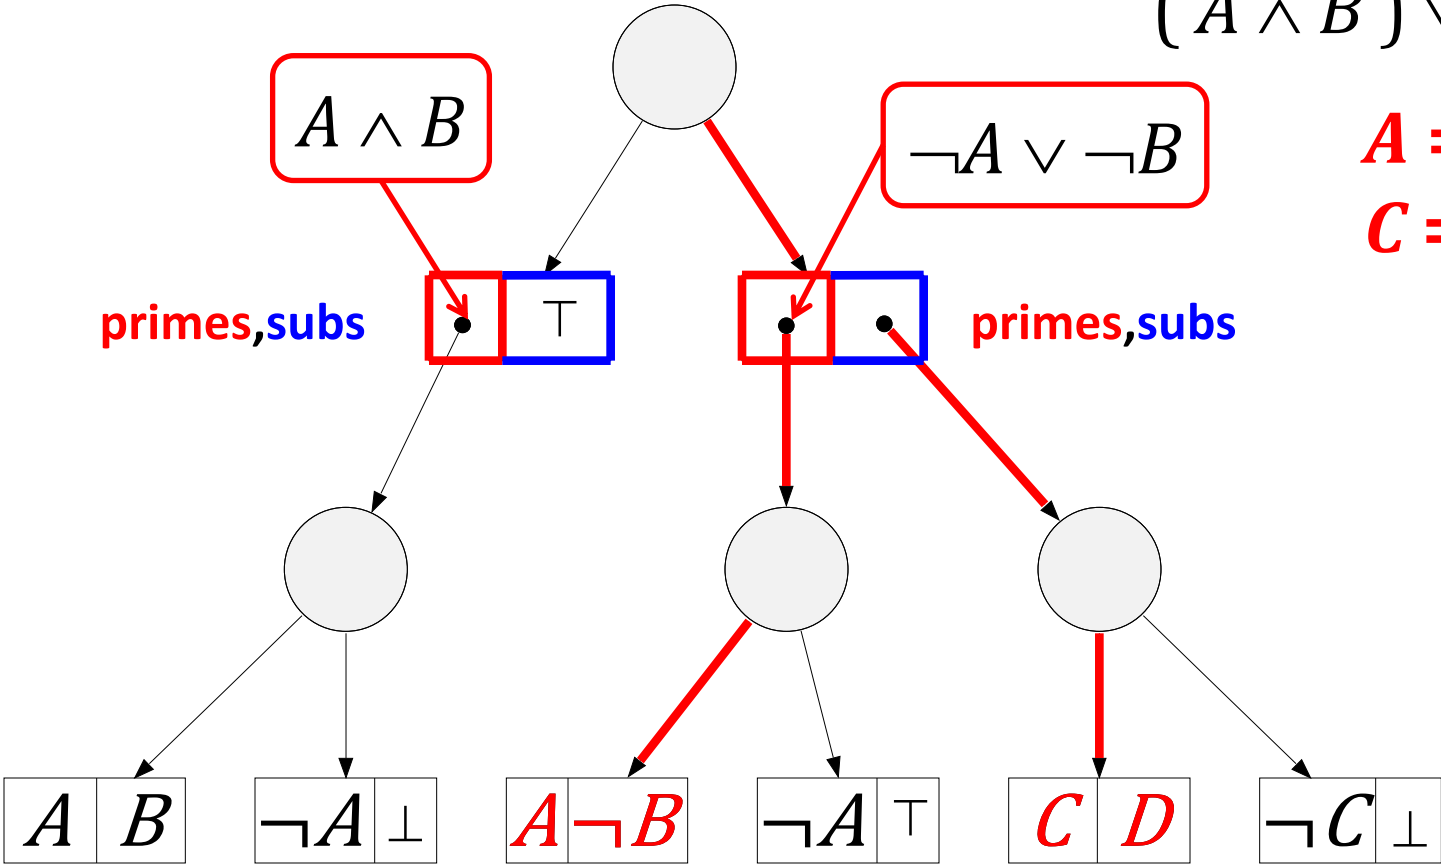 ( A ∧ B ) ∨
A ∧ B
¬A ∨ ¬B
A =
C =
primes,subs
⊤
primes,subs
A B
¬A ⊥
A ¬B
¬A ⊤
C D
¬C ⊥